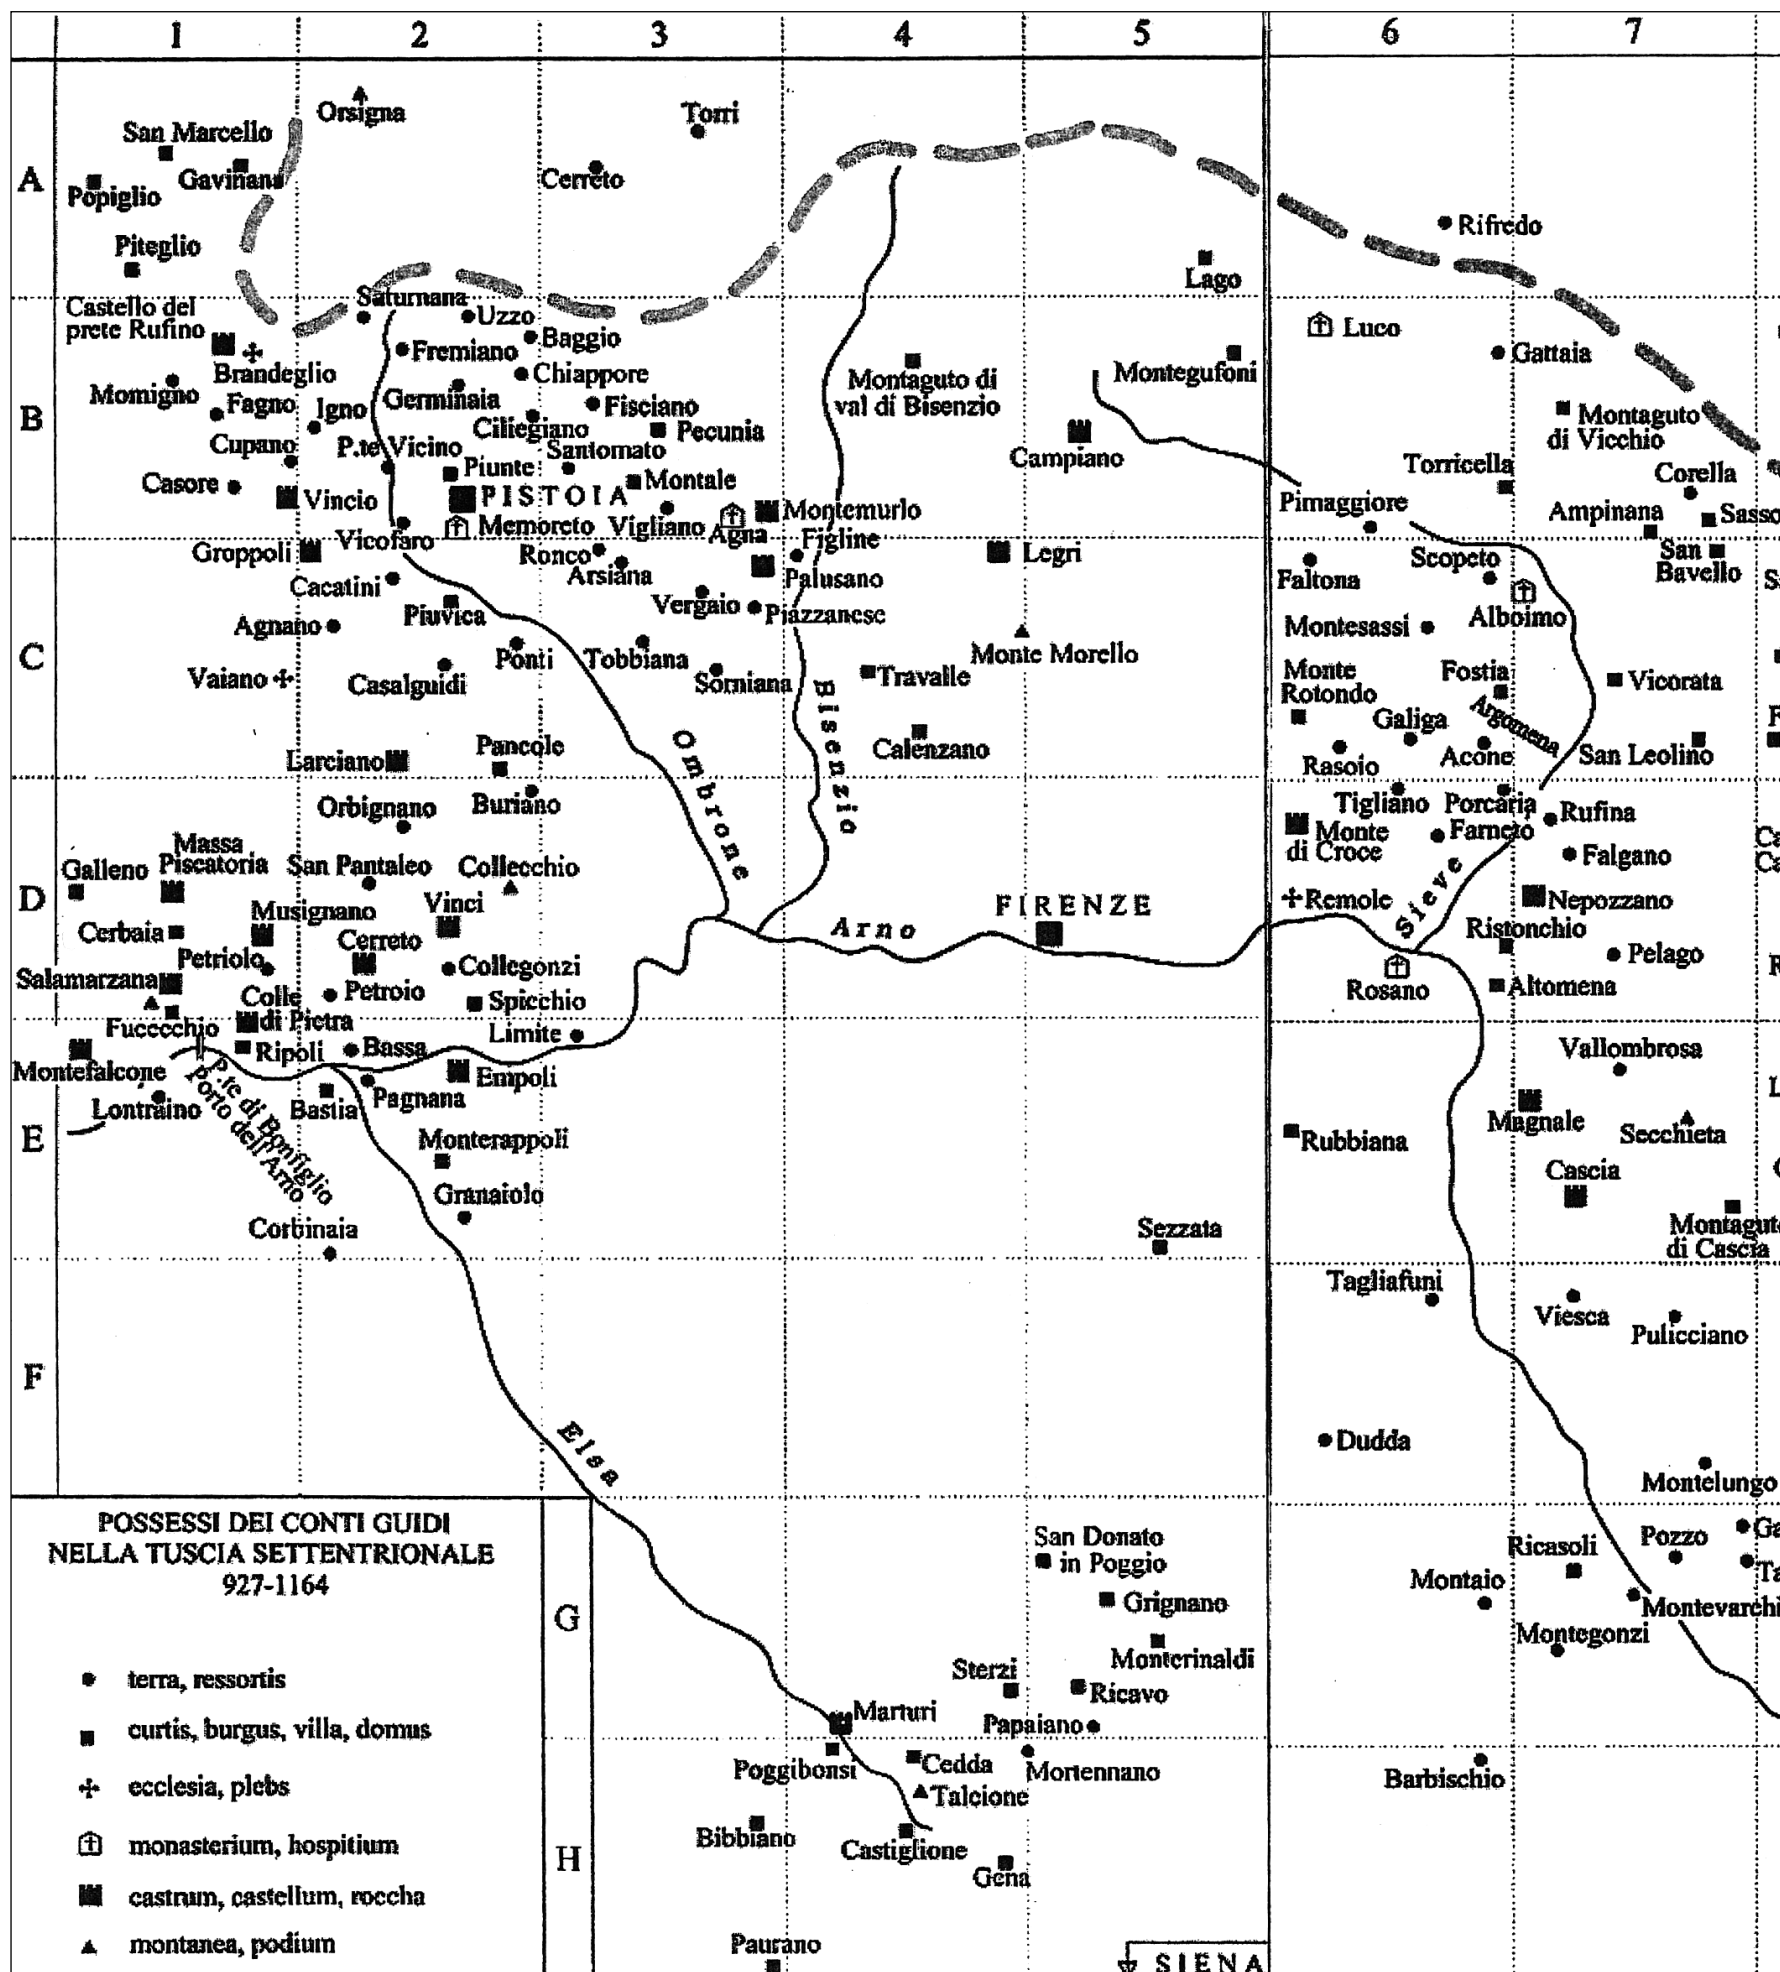 1 2 3 4 5 6 7
A
Orsigna
Torri
San Marcello
Gavinana
Popiglio
Cerreto
Piteglio
Rifredo
Lago
B
Castello del
prete Rufino
Saturnana
Uzzo
Baggio
Luco
Fremiano
Gattaia
Brandeglio
Chiappore
Montegufoni
Momigno
Fagno
Igno
Germinaia
Fisciano
Montaguto di
val di Bisenzio
Montaguto
di Vicchio
Cupano
P.te Vicino
Ciliegiano
Pecunia
Santomato
Campiano
Torricella
Corella
Casore
Vincio
Piunte
Montale
PISTOIA
Pimaggiore
Ampinana
Sasso
Memoreto
Vigliano
Agna
Montemurlo
Vicofaro
Figline
C
Groppoli
Ronco
Legri
Scopeto
San
Bavello
Cacatini
Arsiana
Palusano
Faltona
Piuvica
Vergaio
Piazzanese
Alboimo
Agnano
Montesassi
Ponti
Tobbiana
Monte Morello
Vaiano
Casalguidi
Sorniana
Travalle
Monte
Rotondo
Fostia
Vicorata
Bisenzio
Galiga
Argomena
Ombrone
Calenzano
Larciano
Pancole
Rasoio
Acone
San Leolino
D
Orbignano
Buriano
Tigliano
Porcaria
Rufina
Monte
di Croce
Farneto
Massa
Piscatoria
Galleno
San Pantaleo
Collecchio
Falgano
Musignano
Vinci
FIRENZE
Remole
Sieve
Nepozzano
Cerbaia
Cerreto
Arno
Ristonchio
Petriolo
Collegonzi
Pelago
Salamarzana
Petroio
Spicchio
Rosano
Altomena
Colle
di Pietra
Fucecchio
Limite
E
Ripoli
Bassa
Vallombrosa
Montefalcone
Empoli
Lontraino
P.te di Bonfiglio
Porto dell'Arno
Bastia
Pagnana
Magnale
Secchieta
Monterappoli
Rubbiana
Cascia
Granaiolo
Corbinaia
Sezzata
Montaguto
di Cascia
F
Tagliafuni
Viesca
Pulicciano
Elsa
Dudda
Montelungo
POSSESSI DEI CONTI GUIDI
NELLA TUSCIA SETTENTRIONALE
927-1164
G
San Donato
in Poggio
Ricasoli
Pozzo
Montaio
Grignano
Montevarchi
Monterinaldi
Montegonzi
Sterzi
Ricavo
Marturi
Papaiano
H
Poggibonsi
Cedda
Mortennano
Barbischio
Talcione
Bibbiano
Castiglione
Gena
Paurano
SIENA
terra, ressortis
curtis, burgus, villa, domus
ecclesia, plebs
monasterium, hospitium
castrum, castellum, roccha
montanea, podium